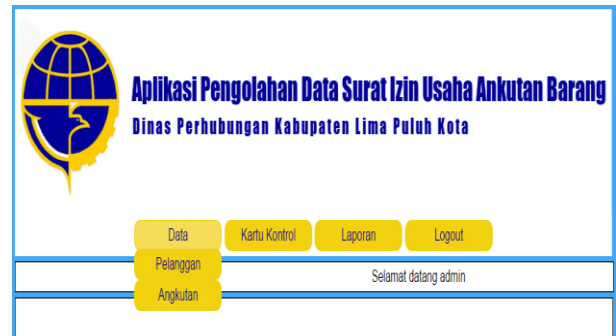 Aplikasi Pengolahan Data Surat Izin Usaha Ankutan Barang
Dinas Perhubungan Kabupaten Lima Puluh Kota
Data Kartu Kontrol Laporan Logout
Pelanggan
Selamat datang admin
Angkutan